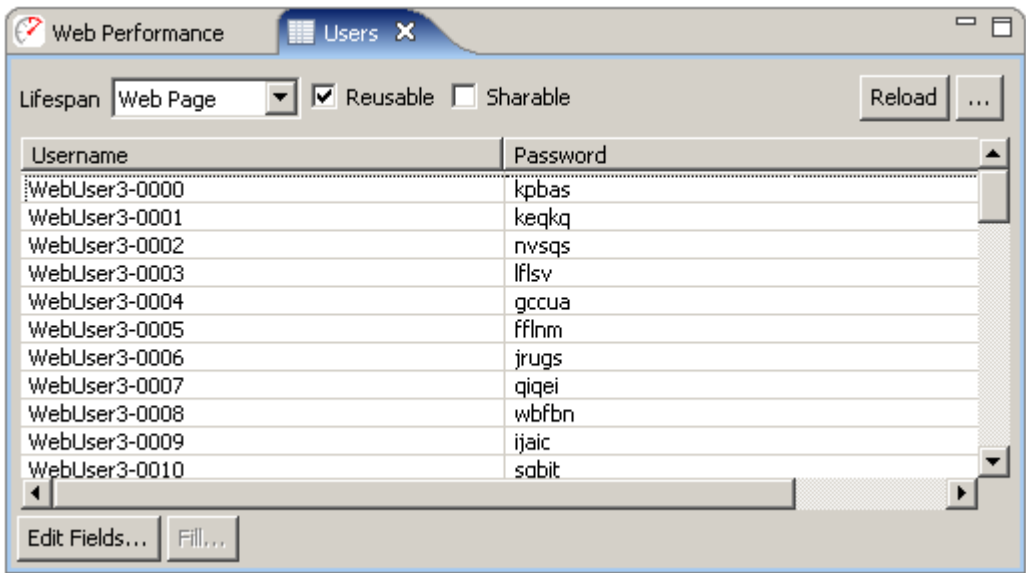 Web Performance Users
Lifespan Web Page Reusable Sharable Reload ...
Username Password
WebUser3-0000 kpbas
WebUser3-0001 keqkq
WebUser3-0002 nvsqs
WebUser3-0003 lflsv
WebUser3-0004 gccua
WebUser3-0005 fflnm
WebUser3-0006 jrugs
WebUser3-0007 qiqei
WebUser3-0008 wbfbn
WebUser3-0009 ijaic
WebUser3-0010
Edit Fields... Fill...